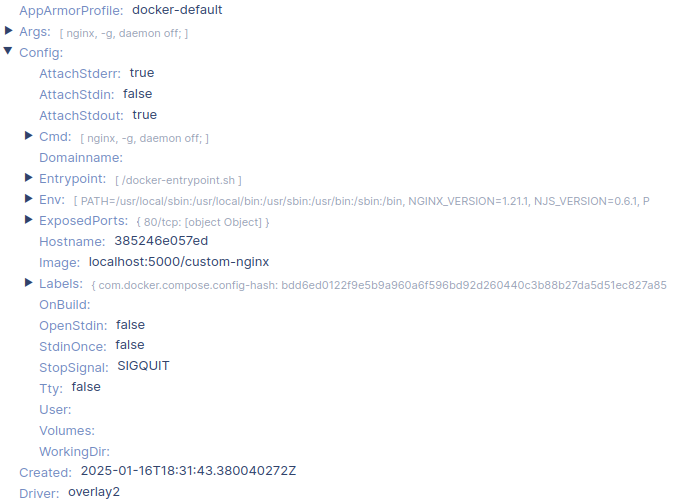 AppArmorProfile: docker-default
Args: [ nginx, -g, daemon off; ]
Config:
AttachStderr: true
AttachStdin: false
AttachStdout: true
Cmd: [ nginx, -g, daemon off; ]
Domainname:
Entrypoint: [ /docker-entrypoint.sh ]
Env: [ PATH=/usr/local/sbin:/usr/local/bin:/usr/sbin:/usr/bin:/sbin:/bin, NGINX_VERSION=1.21.1, NJS_VERSION=0.6.1, P
ExposedPorts: { 80/tcp: [object Object] }
Hostname: 385246e057ed
Image: localhost:5000/custom-nginx
Labels: { com.docker.compose.config-hash: bdd6ed0122f9e5b9a960a6f596bd92d260440c3b88b27da5d51ec827a85
OnBuild:
OpenStdin: false
StdinOnce: false
StopSignal: SIGQUIT
Tty: false
User:
Volumes:
WorkingDir:
Created: 2025-01-16T18:31:43.380040272Z
Driver: overlay2